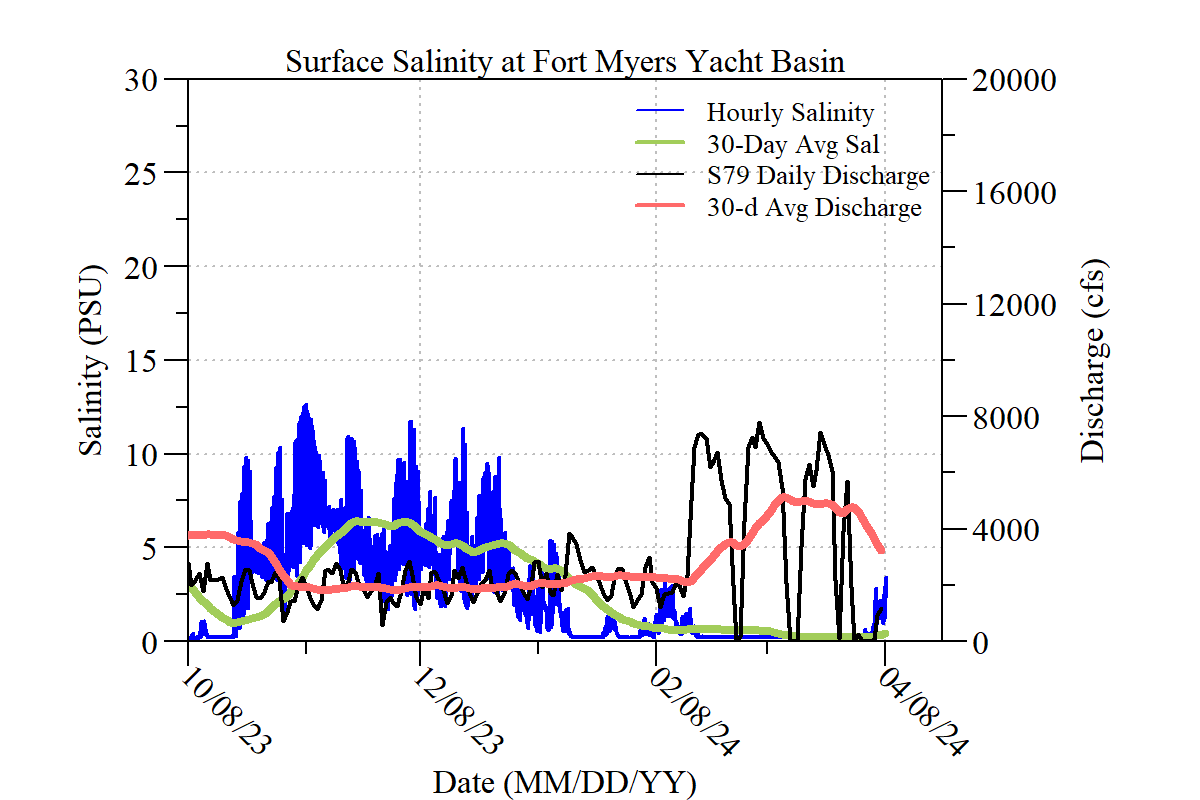 Surface Salinity at Fort Myers Yacht Basin
30
25
20
15
10
5
0
Salinity (PSU)
Hourly Salinity
30-Day Avg Sal
S79 Daily Discharge
30-d Avg Discharge
20000
16000
12000
8000
4000
0
Discharge (cfs)
10/08/23
12/08/23
02/08/24
04/08/24
Date (MM/DD/YY)